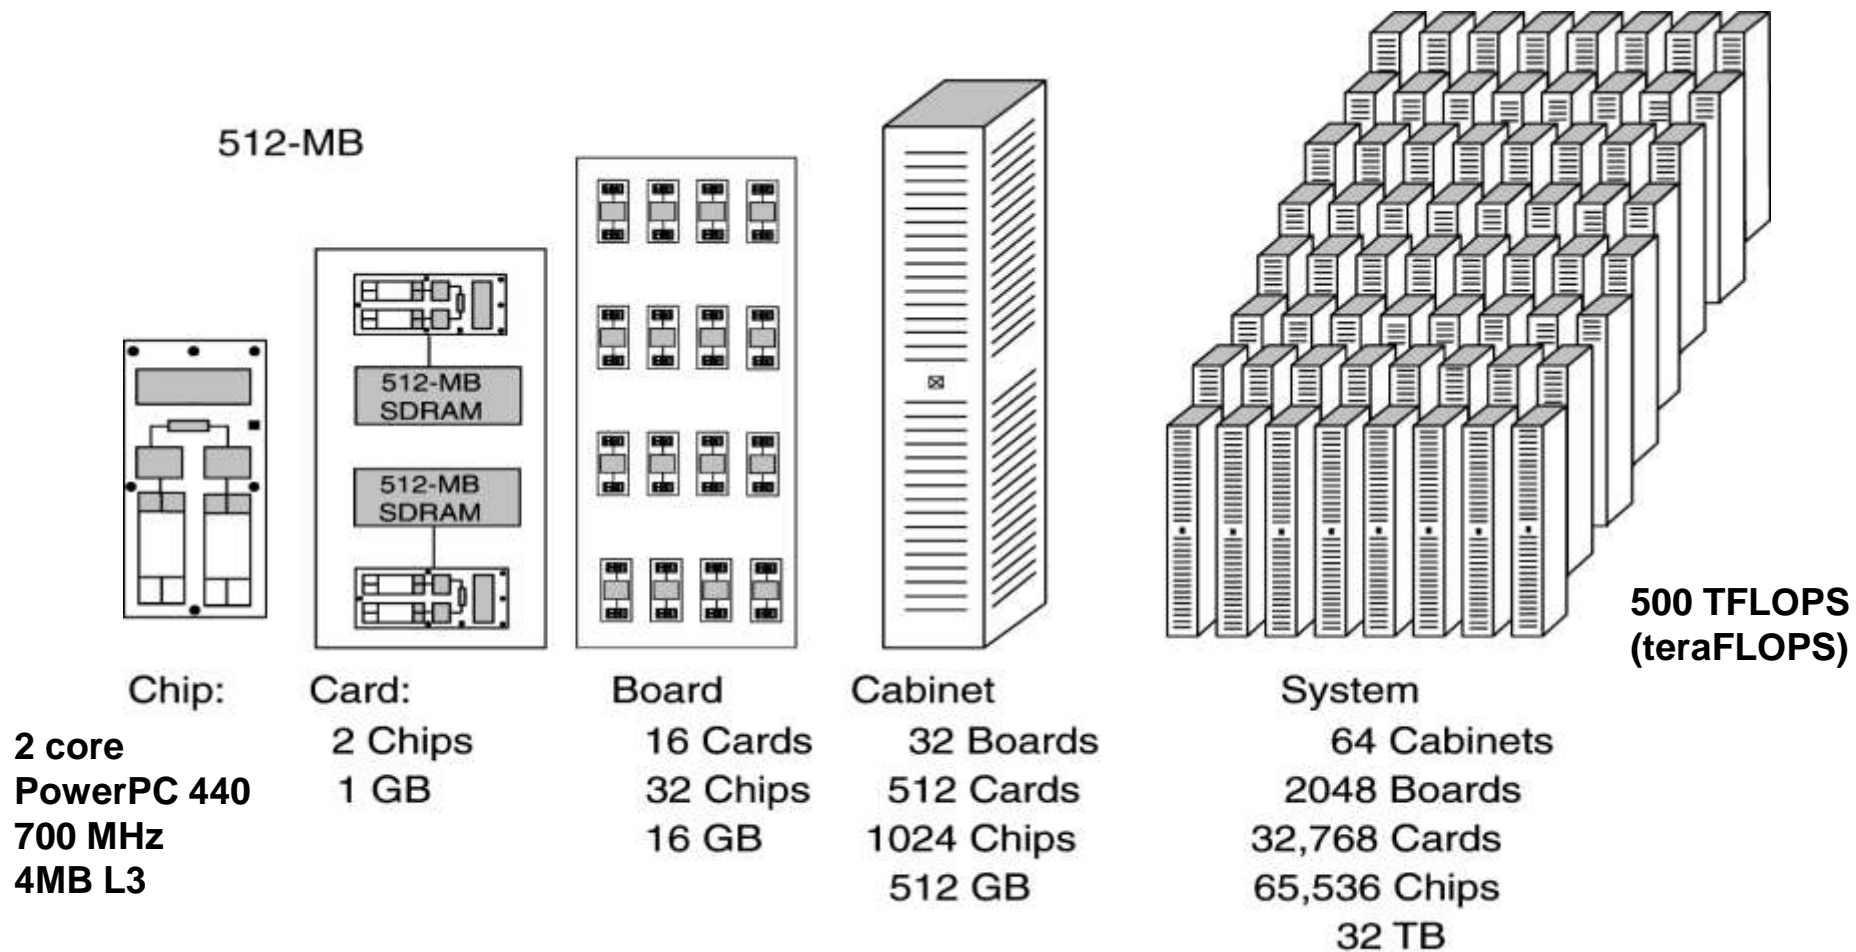 512-MB
512-MB
SDRAM
512-MB
SDRAM
500 TFLOPS
(teraFLOPS)
Chip:
2 core
PowerPC 440
700 MHz
4MB L3
Card:
2 Chips
1 GB
Board
16 Cards
32 Chips
16 GB
Cabinet
32 Boards
512 Cards
1024 Chips
512 GB
System
64 Cabinets
2048 Boards
32,768 Cards
65,536 Chips
32 TB